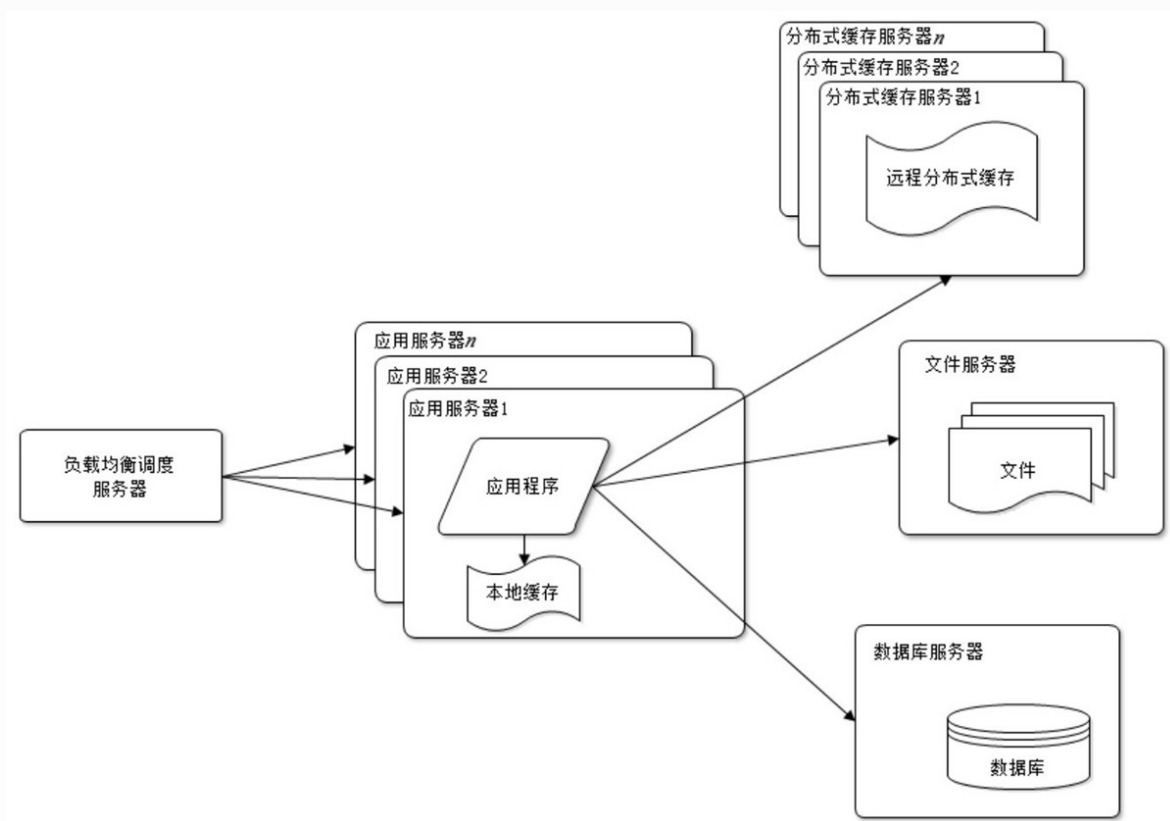 分布式缓存服务器n
分布式缓存服务器2
分布式缓存服务器1
远程分布式缓存
应用服务器n
应用服务器2
应用服务器1
文件服务器
负载均衡调度
服务器
应用程序
文件
本地缓存
数据库服务器
数据库